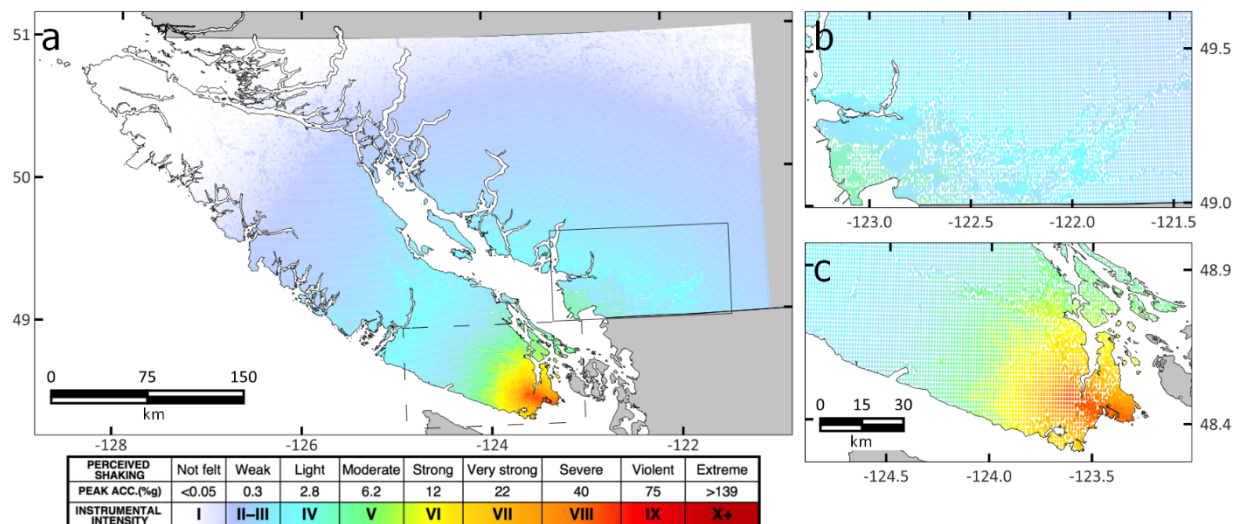 a
51
50
49
0 75 150
km
-128 -126 -124 -122
b
49.5
49.0
-123.0 -122.5 -122.0 -121.5
c
48.9
48.4
0 15 30
km
-124.5 -124.0 -123.5
PERCEIVED SHAKING Not felt Weak Light Moderate Strong Very strong Severe Violent Extreme
PEAK ACC.(%g) <0.05 0.3 2.8 6.2 12 22 40 75 >139
INSTRUMENTAL INTENSITY I II–III IV V VI VII VIII IX X+